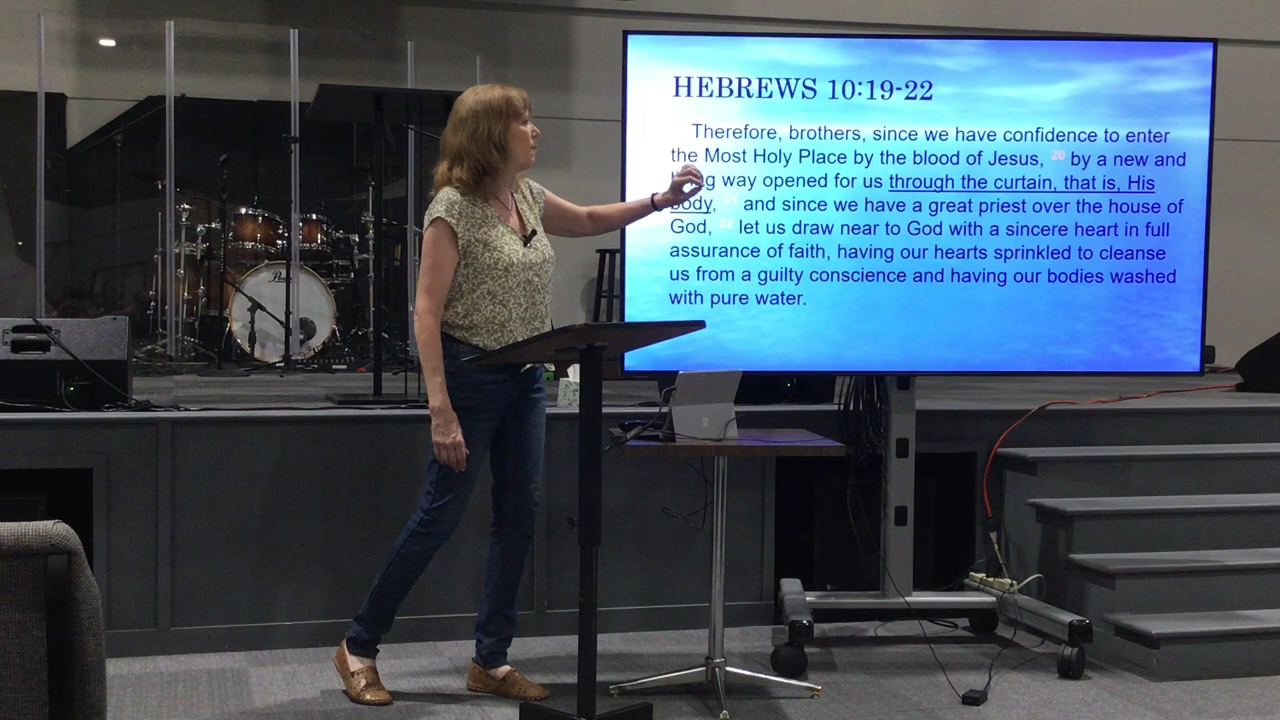 HEBREWS 10:19-22
Therefore, brothers, since we have confidence to enter
the Most Holy Place by the blood of Jesus, 20 by a new and
way opened for us through the curtain, that is, His
body, 21 and since we have a great priest over the house of
God, 22 let us draw near to God with a sincere heart in full
assurance of faith, having our hearts sprinkled to cleanse
us from a guilty conscience and having our bodies washed
with pure water.
Pearl